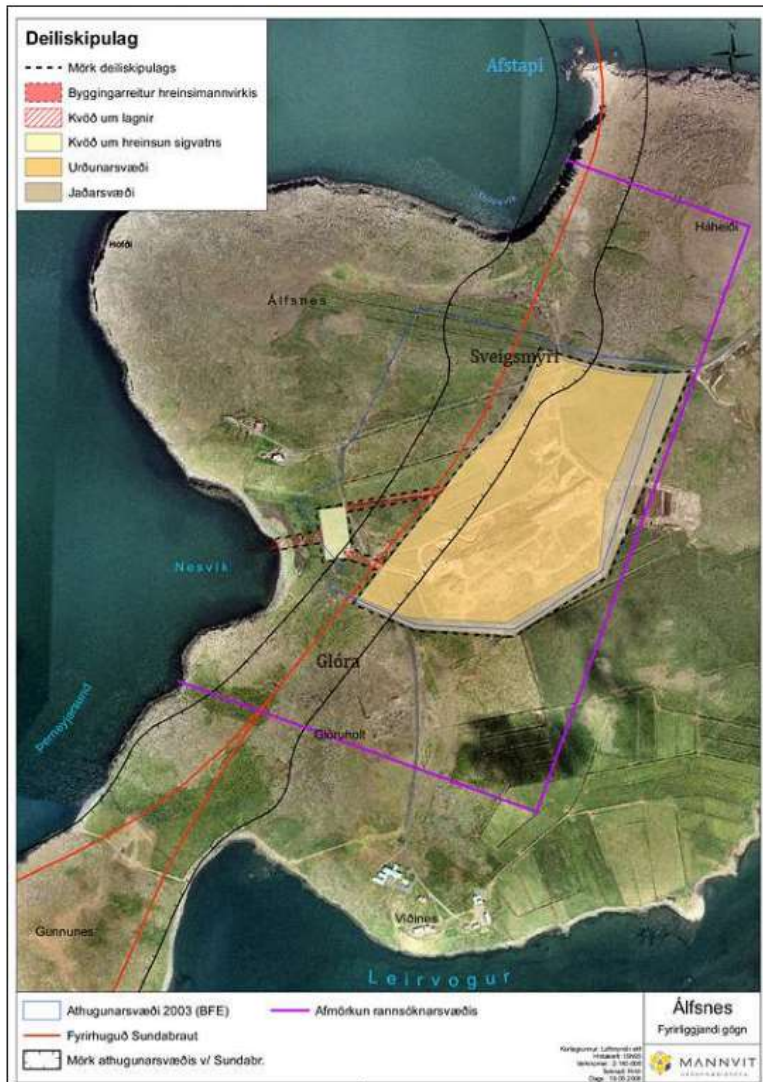 Deiliskipulag
Mörk deiliskipulags
Byggingarreitur hreinsimannvirkis
Kvöð um lagnir
Kvöð um hreinsun sigvatns
Urðunarsvæði
Jaðarsvæði
Afstapi
N
Háheiði
Höfði
Álfsnes
Sveigsmýri
Nesvík
Glóra
Þerneyjarsund
Glóruholt
Gunnunes
Víðines
Leirvogur
Athugunarsvæði 2003 (BFE)
Afmörkun rannsóknarsvæðis
Fyrirhuguð Sundabraut
Mörk athugunarsvæðis v/ Sundabr.
Álfsnes
Fyrirliggjandi gögn
MANNVIT